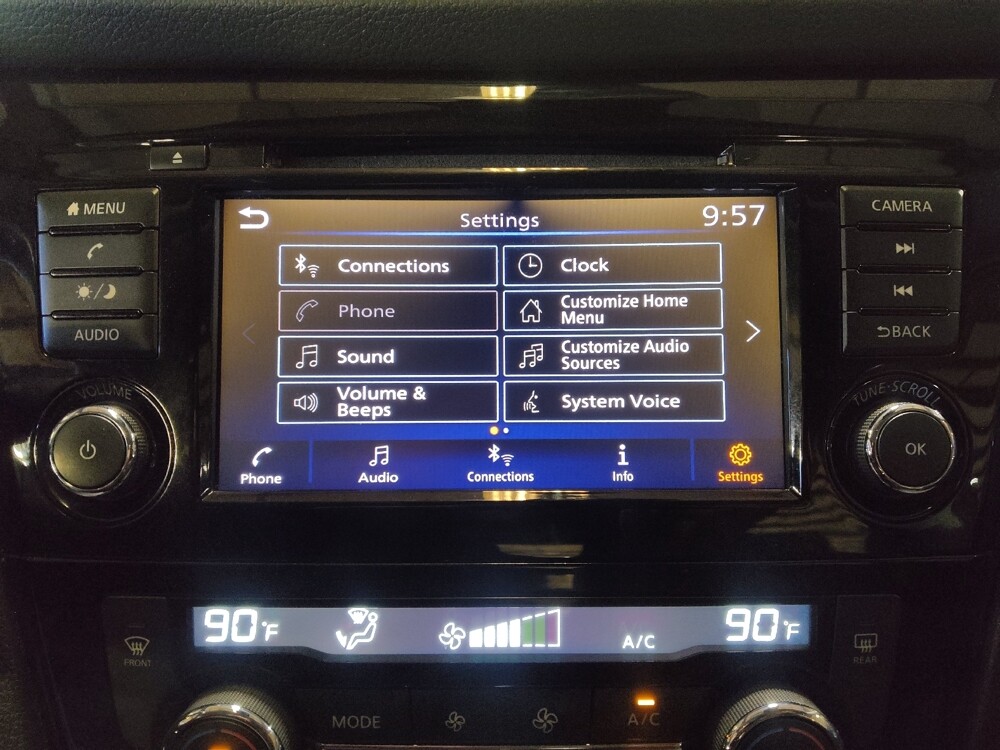 MENU
AUDIO
VOLUME
Settings
9:57
Connections
Clock
Phone
Customize Home
Menu
Sound
Customize Audio
Sources
Volume &
Beeps
System Voice
Phone
Audio
Connections
Info
Settings
CAMERA
BACK
TUNE·SCROLL
OK
90°F
A/C
90°F
FRONT
REAR
MODE
A/C